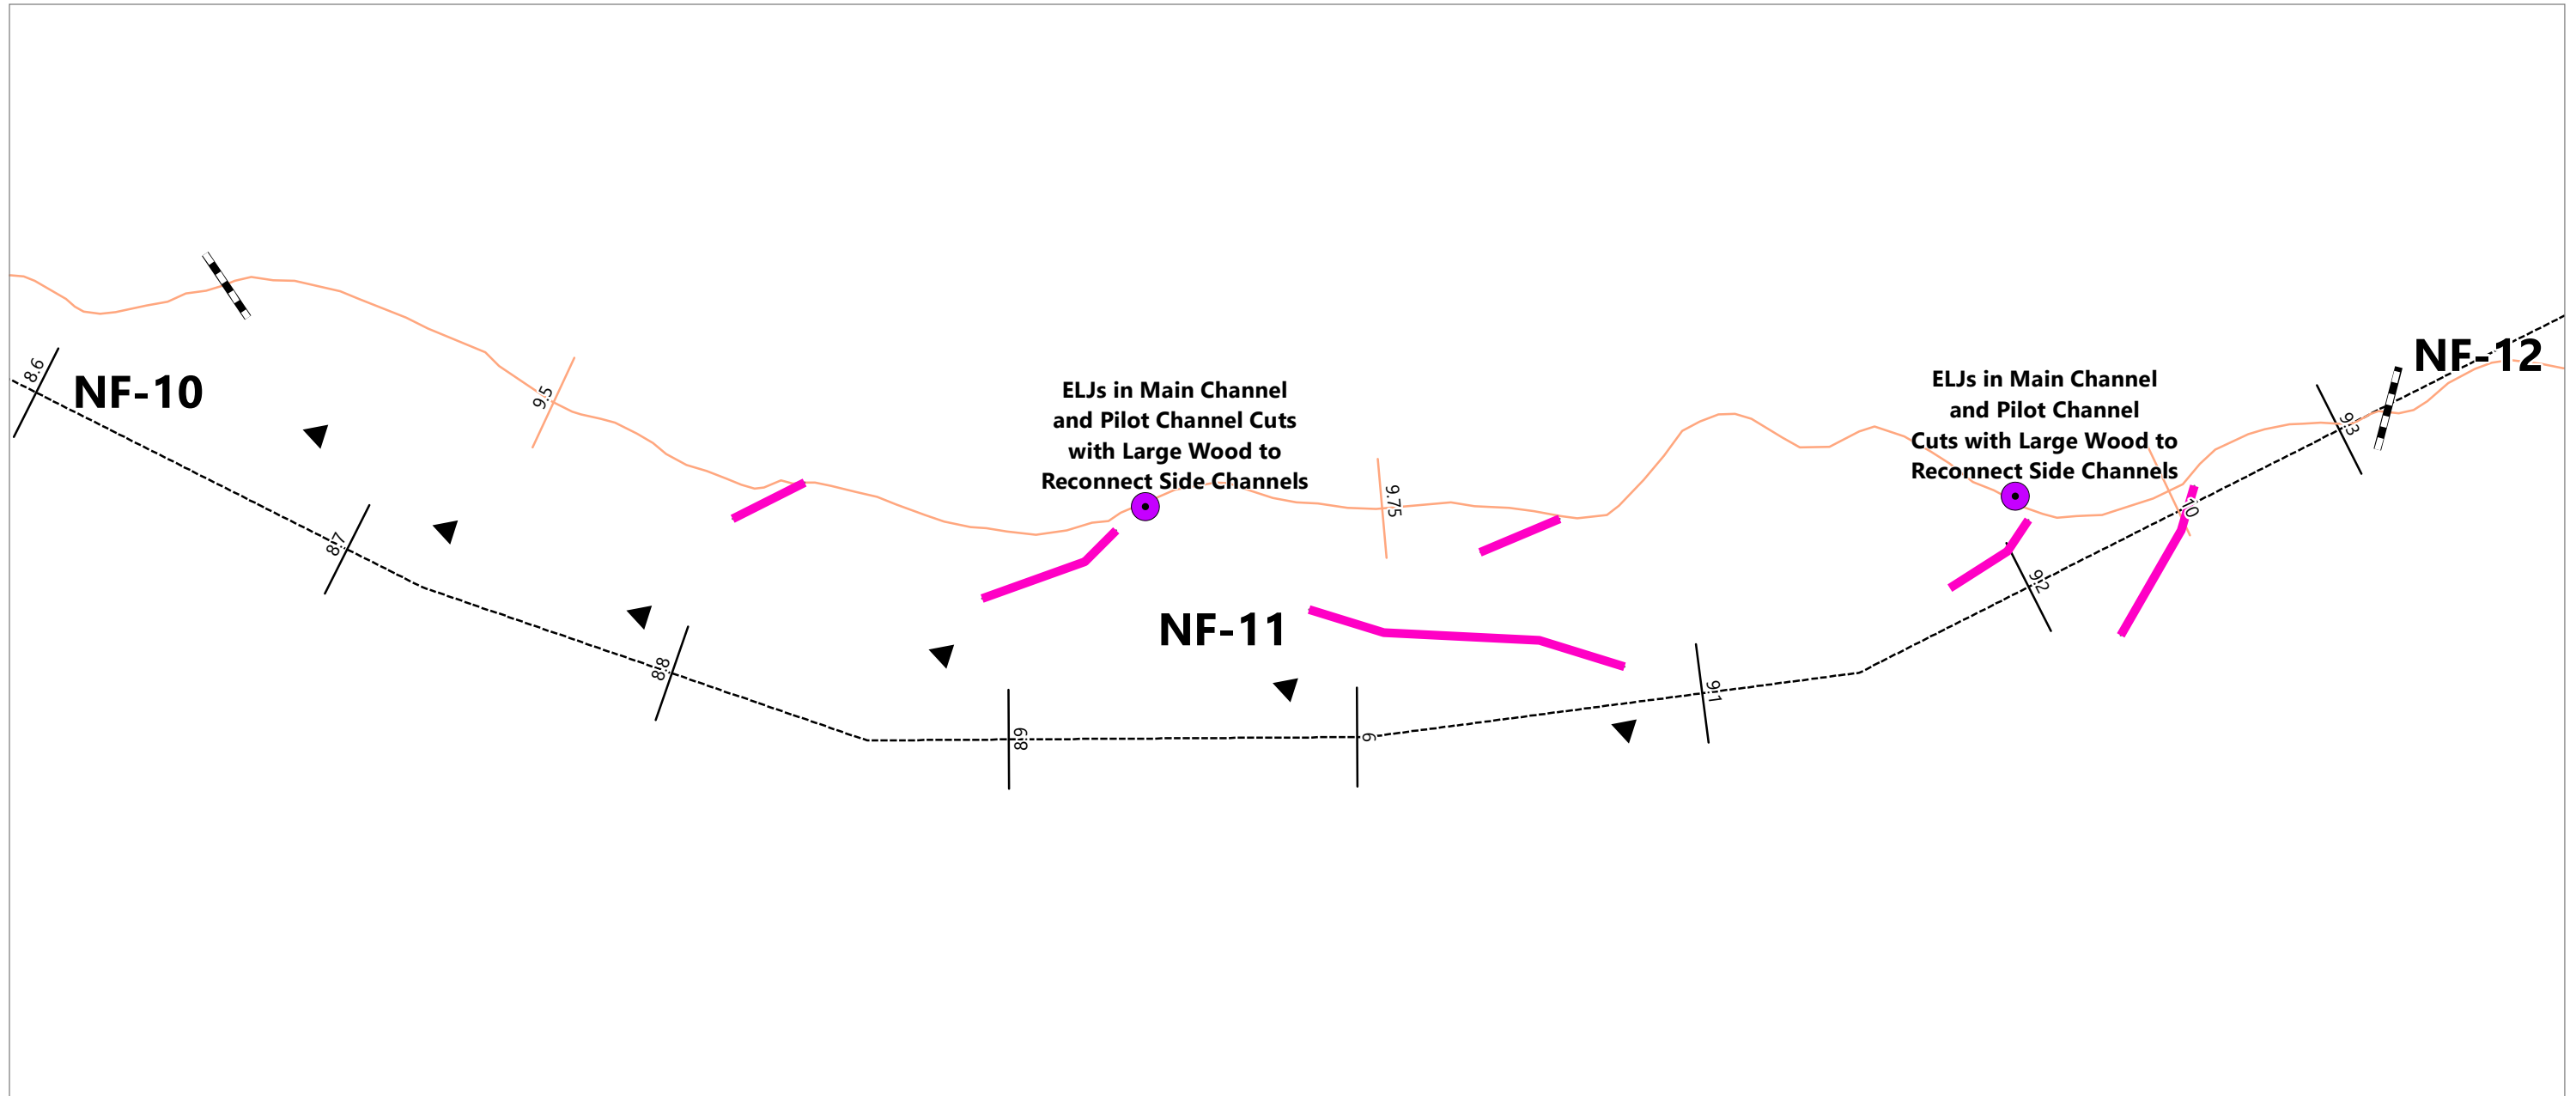 8.6
NF-10
9.5
8.7
8.8
ELJs in Main Channel
and Pilot Channel Cuts
with Large Wood to
Reconnect Side Channels
8.9
NF-11
9.75
9
9.1
ELJs in Main Channel
and Pilot Channel
Cuts with Large Wood to
Reconnect Side Channels
9.2
10
9.3
NF-12